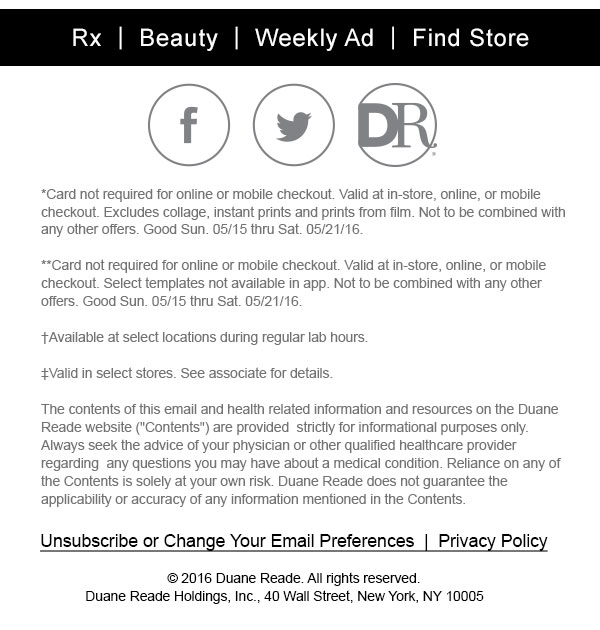 Rx | Beauty | Weekly Ad | Find Store
f
DR®
*Card not required for online or mobile checkout. Valid at in-store, online, or mobile
checkout. Excludes collage, instant prints and prints from film. Not to be combined with
any other offers. Good Sun. 05/15 thru Sat. 05/21/16.
**Card not required for online or mobile checkout. Valid at in-store, online, or mobile
checkout. Select templates not available in app. Not to be combined with any other
offers. Good Sun. 05/15 thru Sat. 05/21/16.
†Available at select locations during regular lab hours.
‡Valid in select stores. See associate for details.
The contents of this email and health related information and resources on the Duane
Reade website ("Contents") are provided  strictly for informational purposes only.
Always seek the advice of your physician or other qualified healthcare provider
regarding  any questions you may have about a medical condition. Reliance on any of
the Contents is solely at your own risk. Duane Reade does not guarantee the
applicability or accuracy of any information mentioned in the Contents.
Unsubscribe or Change Your Email Preferences | Privacy Policy
© 2016 Duane Reade. All rights reserved.
Duane Reade Holdings, Inc., 40 Wall Street, New York, NY 10005